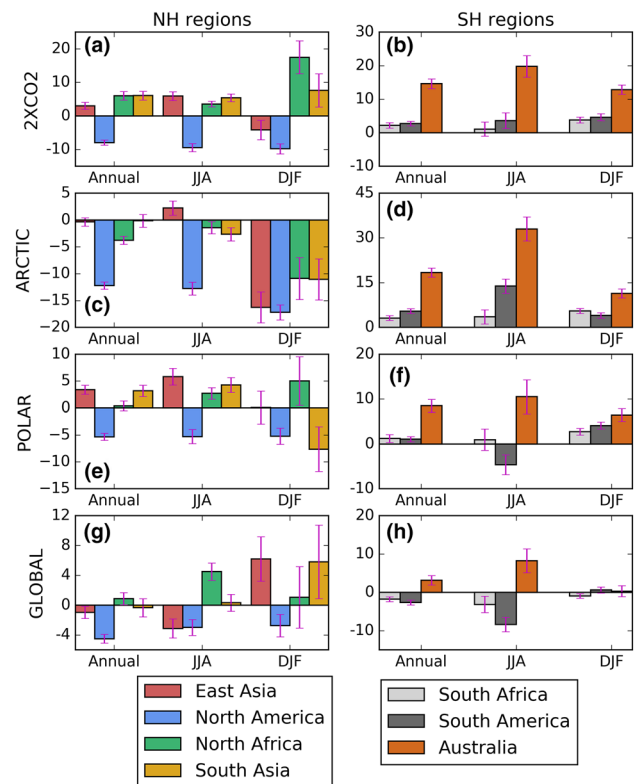 NH regions
SH regions
(a)
2XCO2
20
10
0
−10
Annual
JJA
DJF
(b)
30
20
10
0
−10
Annual
JJA
DJF
(c)
ARCTIC
5
0
−5
−10
−15
−20
Annual
JJA
DJF
(d)
45
30
15
0
Annual
JJA
DJF
(e)
POLAR
10
5
0
−5
−10
−15
Annual
JJA
DJF
(f)
20
10
0
−10
Annual
JJA
DJF
(g)
GLOBAL
12
8
4
0
−4
Annual
JJA
DJF
(h)
20
10
0
−10
Annual
JJA
DJF
East Asia
North America
North Africa
South Asia
South Africa
South America
Australia